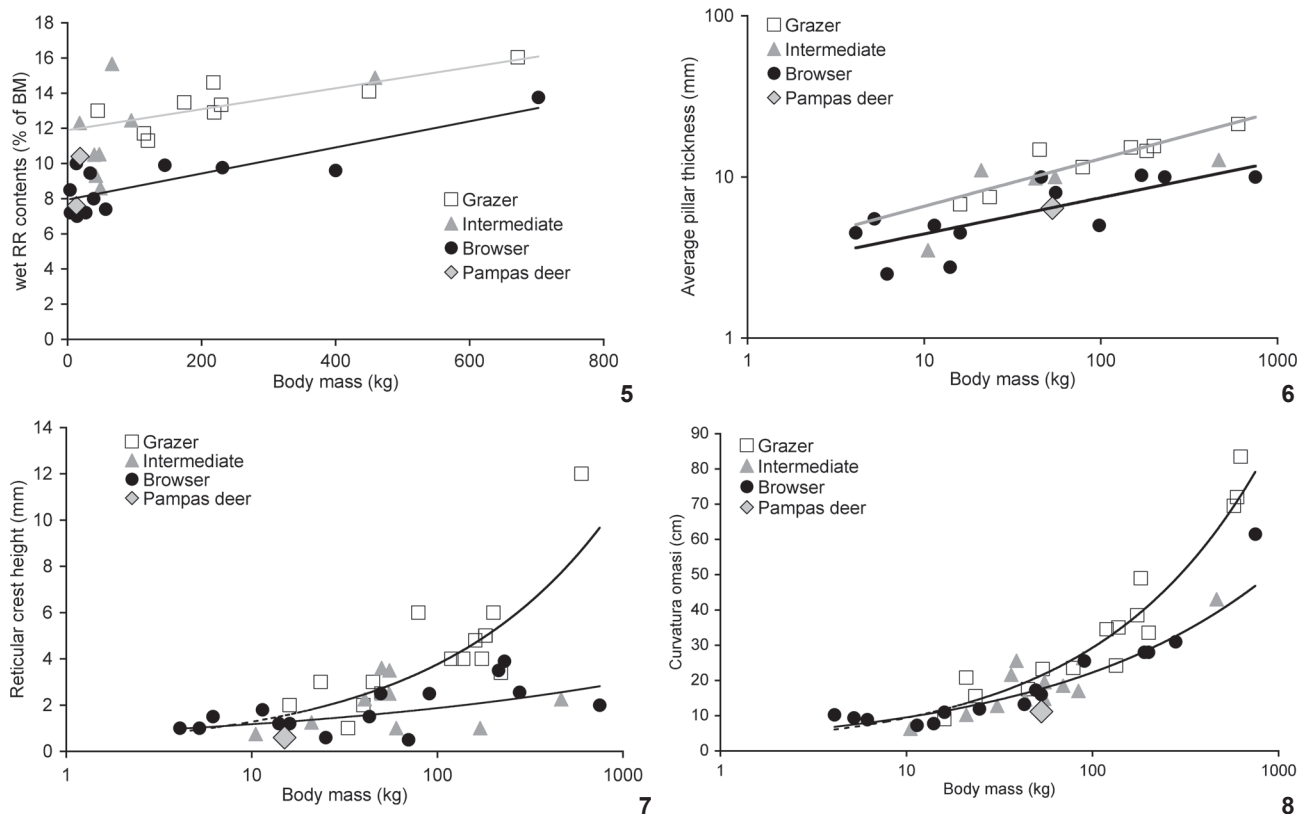 18
16
14
12
10
8
6
4
2
0
wet RR contents (% of BM)
Grazer
Intermediate
Browser
Pampas deer
0 200 400 600 800
Body mass (kg)
5
100
10
1
Average pillar thickness (mm)
Grazer
Intermediate
Browser
Pampas deer
1 10 100 1000
Body mass (kg)
6
14
12
10
8
6
4
2
0
Reticular crest height (mm)
Grazer
Intermediate
Browser
Pampas deer
1 10 100 1000
Body mass (kg)
7
90
80
70
60
50
40
30
20
10
0
Curvatura omasi (cm)
Grazer
Intermediate
Browser
Pampas deer
1 10 100 1000
Body mass (kg)
8